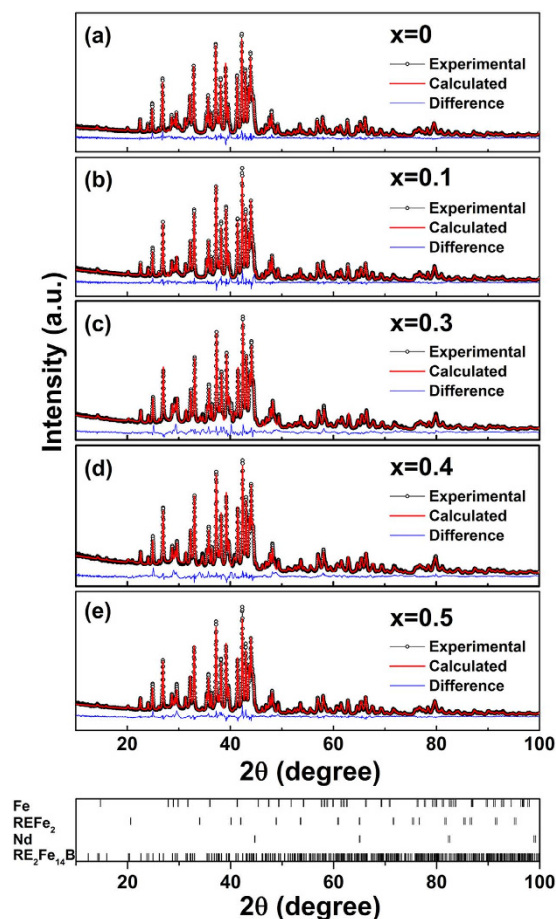 (a)
x=0
Experimental
Calculated
Difference
(b)
x=0.1
Experimental
Calculated
Difference
(c)
x=0.3
Experimental
Calculated
Difference
(d)
x=0.4
Experimental
Calculated
Difference
(e)
x=0.5
Experimental
Calculated
Difference
Intensity (a.u.)
20 40 60 80 100
2θ (degree)
Fe
REFe₂
Nd
RE₂Fe₁₄B
20 40 60 80 100
2θ (degree)